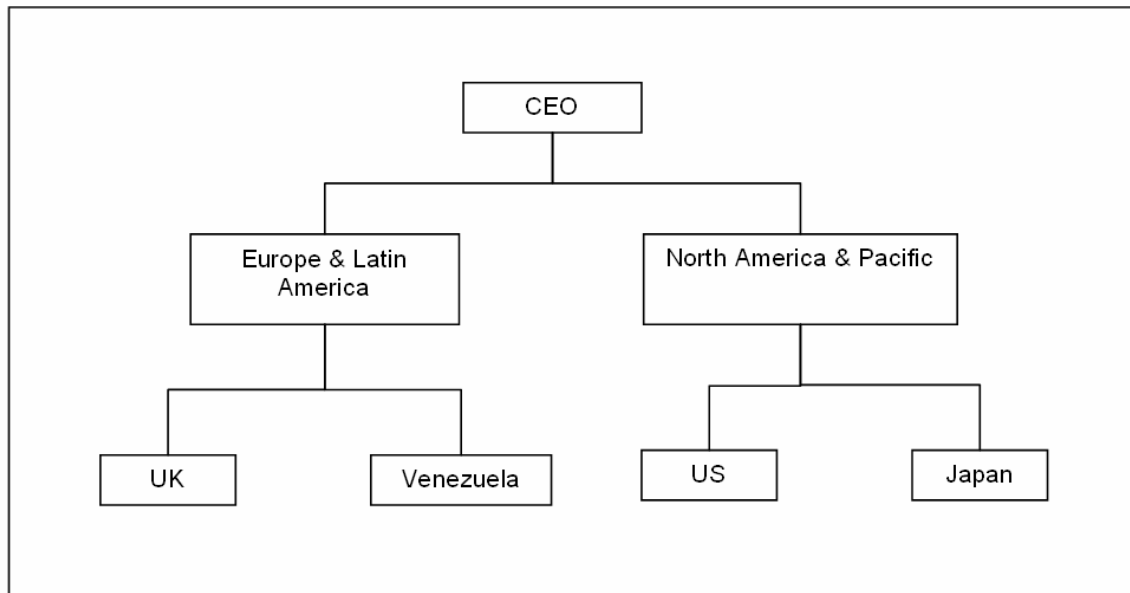 CEO
Europe & Latin
America
North America & Pacific
UK
Venezuela
US
Japan